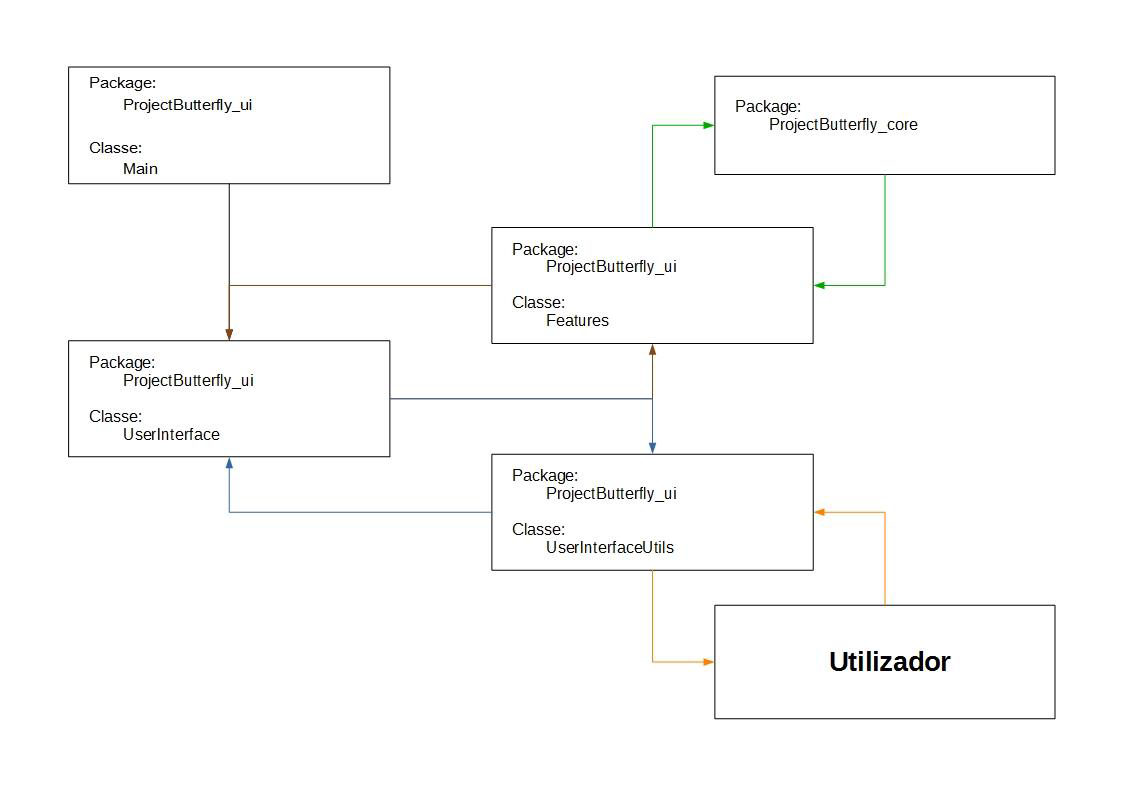 Package:
ProjectButterfly_ui
Classe:
Main
Package:
ProjectButterfly_core
Package:
ProjectButterfly_ui
Classe:
Features
Package:
ProjectButterfly_ui
Classe:
UserInterface
Package:
ProjectButterfly_ui
Classe:
UserInterfaceUtils
Utilizador